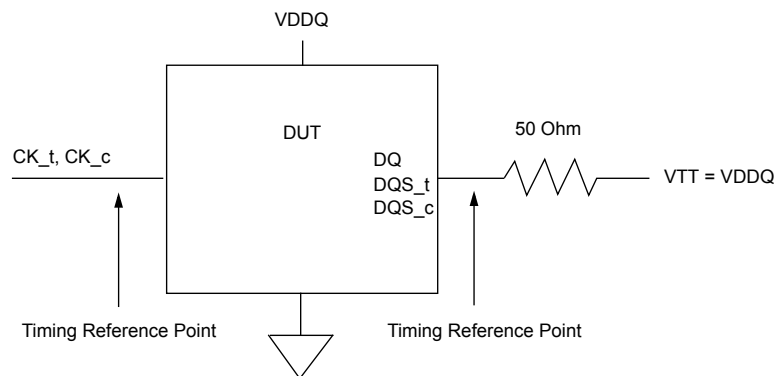 VDDQ
DUT
50 Ohm
CK_t, CK_c
DQ
DQS_t
DQS_c
VTT = VDDQ
Timing Reference Point
Timing Reference Point